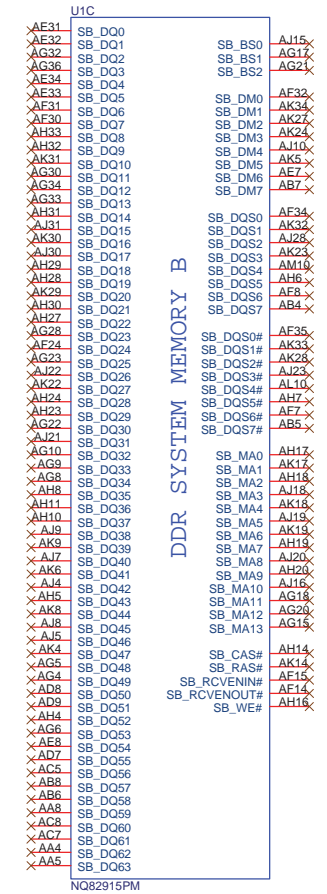 U1C
AE31 SB_DQ0
AE32 SB_DQ1
AG32 SB_DQ2
AG36 SB_DQ3
AE34 SB_DQ4
AE33 SB_DQ5
AF31 SB_DQ6
AF30 SB_DQ7
AH33 SB_DQ8
AH32 SB_DQ9
AK31 SB_DQ10
AG30 SB_DQ11
AG34 SB_DQ12
AG33 SB_DQ13
AH31 SB_DQ14
AJ31 SB_DQ15
AK30 SB_DQ16
AJ30 SB_DQ17
AH29 SB_DQ18
AH28 SB_DQ19
AK29 SB_DQ20
AH30 SB_DQ21
AH27 SB_DQ22
AG28 SB_DQ23
AF24 SB_DQ24
AG23 SB_DQ25
AJ22 SB_DQ26
AK22 SB_DQ27
AH24 SB_DQ28
AH23 SB_DQ29
AG22 SB_DQ30
AJ21 SB_DQ31
AG10 SB_DQ32
AG9 SB_DQ33
AG8 SB_DQ34
AH8 SB_DQ35
AH11 SB_DQ36
AH10 SB_DQ37
AJ9 SB_DQ38
AK9 SB_DQ39
AJ7 SB_DQ40
AK6 SB_DQ41
AJ4 SB_DQ42
AH5 SB_DQ43
AK8 SB_DQ44
AJ8 SB_DQ45
AJ5 SB_DQ46
AK4 SB_DQ47
AG5 SB_DQ48
AG4 SB_DQ49
AD8 SB_DQ50
AD9 SB_DQ51
AH4 SB_DQ52
AG6 SB_DQ53
AE8 SB_DQ54
AD7 SB_DQ55
AC5 SB_DQ56
AB8 SB_DQ57
AB6 SB_DQ58
AA8 SB_DQ59
AC8 SB_DQ60
AC7 SB_DQ61
AA4 SB_DQ62
AA5 SB_DQ63
DDR SYSTEM MEMORY B
SB_BS0 AJ15
SB_BS1 AG17
SB_BS2 AG21
SB_DM0 AF32
SB_DM1 AK34
SB_DM2 AK27
SB_DM3 AK24
SB_DM4 AJ10
SB_DM5 AK5
SB_DM6 AE7
SB_DM7 AB7
SB_DQS0 AF34
SB_DQS1 AK32
SB_DQS2 AJ28
SB_DQS3 AK23
SB_DQS4 AM10
SB_DQS5 AH6
SB_DQS6 AF8
SB_DQS7 AB4
SB_DQS0# AF35
SB_DQS1# AK33
SB_DQS2# AK28
SB_DQS3# AJ23
SB_DQS4# AL10
SB_DQS5# AH7
SB_DQS6# AF7
SB_DQS7# AB5
SB_MA0 AH17
SB_MA1 AK17
SB_MA2 AH18
SB_MA3 AJ18
SB_MA4 AK18
SB_MA5 AJ19
SB_MA6 AK19
SB_MA7 AH19
SB_MA8 AJ20
SB_MA9 AH20
SB_MA10 AJ16
SB_MA11 AG18
SB_MA12 AG20
SB_MA13 AG15
SB_CAS# AH14
SB_RAS# AK14
SB_RCVENIN# AF15
SB_RCVENOUT# AF14
SB_WE# AH16
NQ82915PM